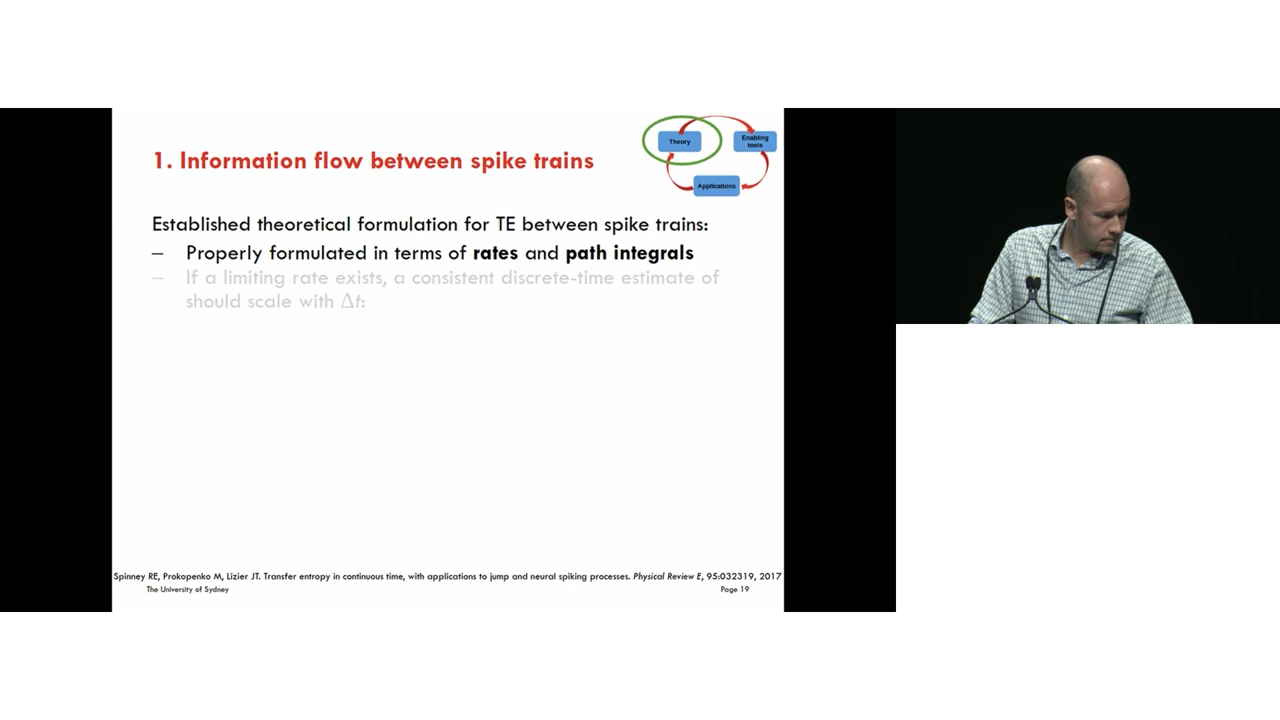 Theory
Enabling
tools
Applications
1. Information flow between spike trains
Established theoretical formulation for TE between spike trains:
– Properly formulated in terms of rates and path integrals
– If a limiting rate exists, a consistent discrete-time estimate of
should scale with Δt:
Spinney RE, Prokopenko M, Lizier JT. Transfer entropy in continuous time, with applications to jump and neural spiking processes. Physical Review E, 95:032319, 2017
The University of Sydney
Page 19